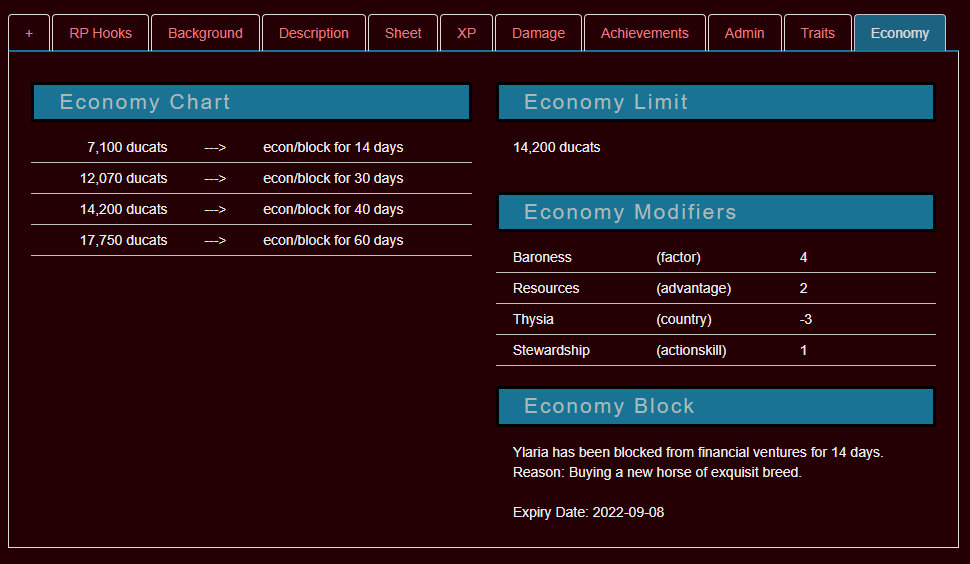 + RP Hooks Background Description Sheet XP Damage Achievements Admin Traits Economy
Economy Chart
7,100 ducats ---> econ/block for 14 days
12,070 ducats ---> econ/block for 30 days
14,200 ducats ---> econ/block for 40 days
17,750 ducats ---> econ/block for 60 days
Economy Limit
14,200 ducats
Economy Modifiers
Baroness (factor) 4
Resources (advantage) 2
Thysia (country) -3
Stewardship (actionskill) 1
Economy Block
Ylaria has been blocked from financial ventures for 14 days.
Reason: Buying a new horse of exquisit breed.
Expiry Date: 2022-09-08